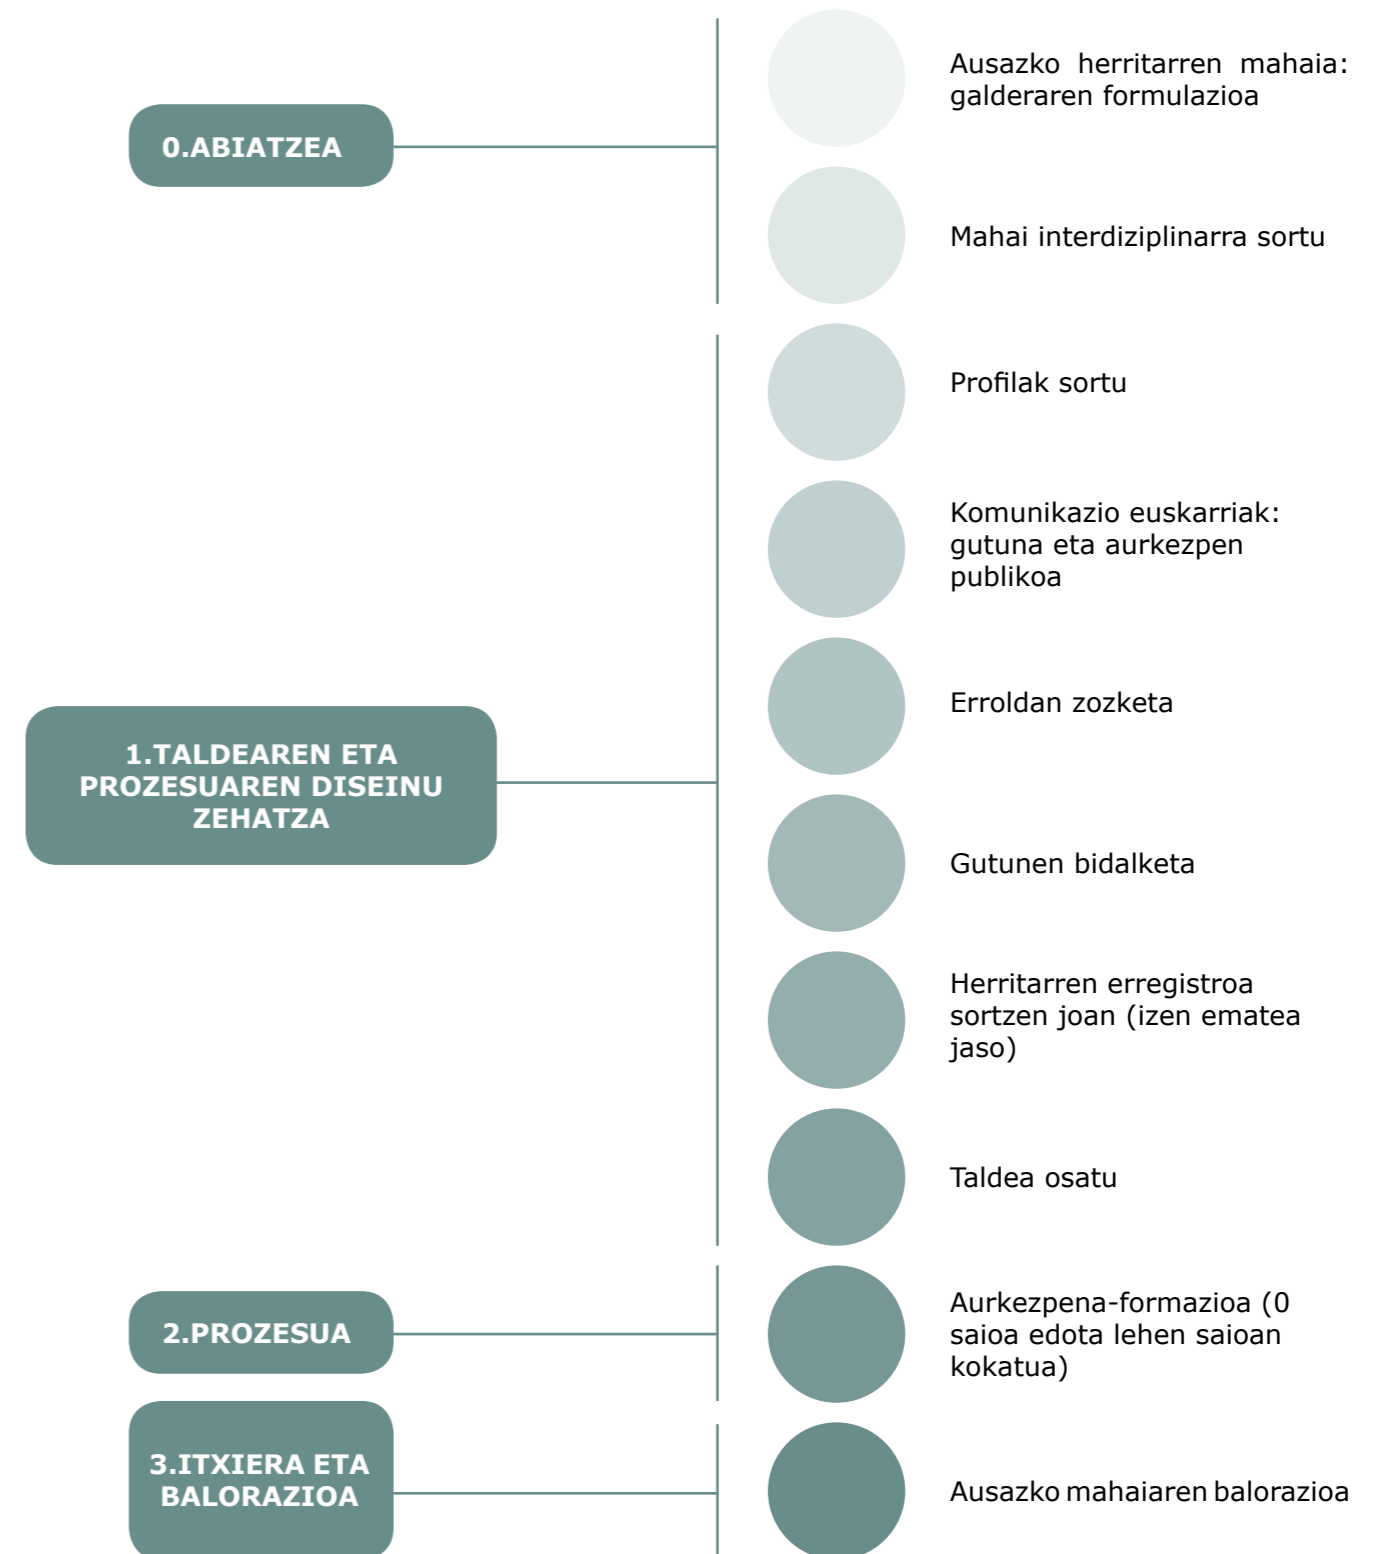 0.ABIATZEA
Ausazko herritarren mahaia:
galderaren formulazioa
Mahai interdiziplinarra sortu
1.TALDEAREN ETA
PROZESUAREN DISEINU
ZEHATZA
Profilak sortu
Komunikazio euskarriak:
gutuna eta aurkezpen
publikoa
Erroldan zozketa
Gutunen bidalketa
Herritarren erregistroa
sortzen joan (izen ematea
jaso)
Taldea osatu
2.PROZESUA
Aurkezpena-formazioa (0
saioa edota lehen saioan
kokatua)
3.ITXIERA ETA
BALORAZIOA
Ausazko mahaiaren balorazioa